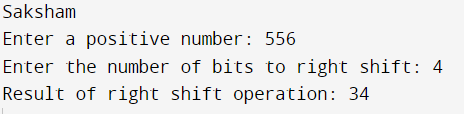 Saksham
Enter a positive number: 556
Enter the number of bits to right shift: 4
Result of right shift operation: 34